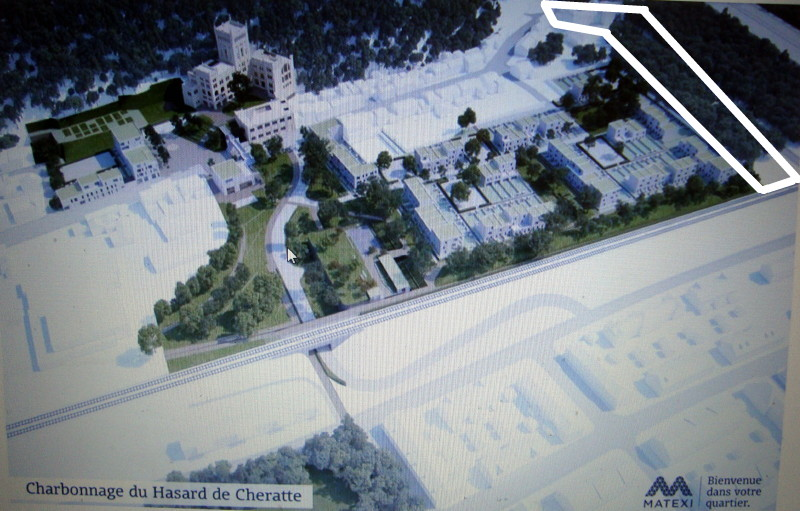 Charbonnage du Hasard de Cheratte
MATEXI
Bienvenue
dans votre
quartier.